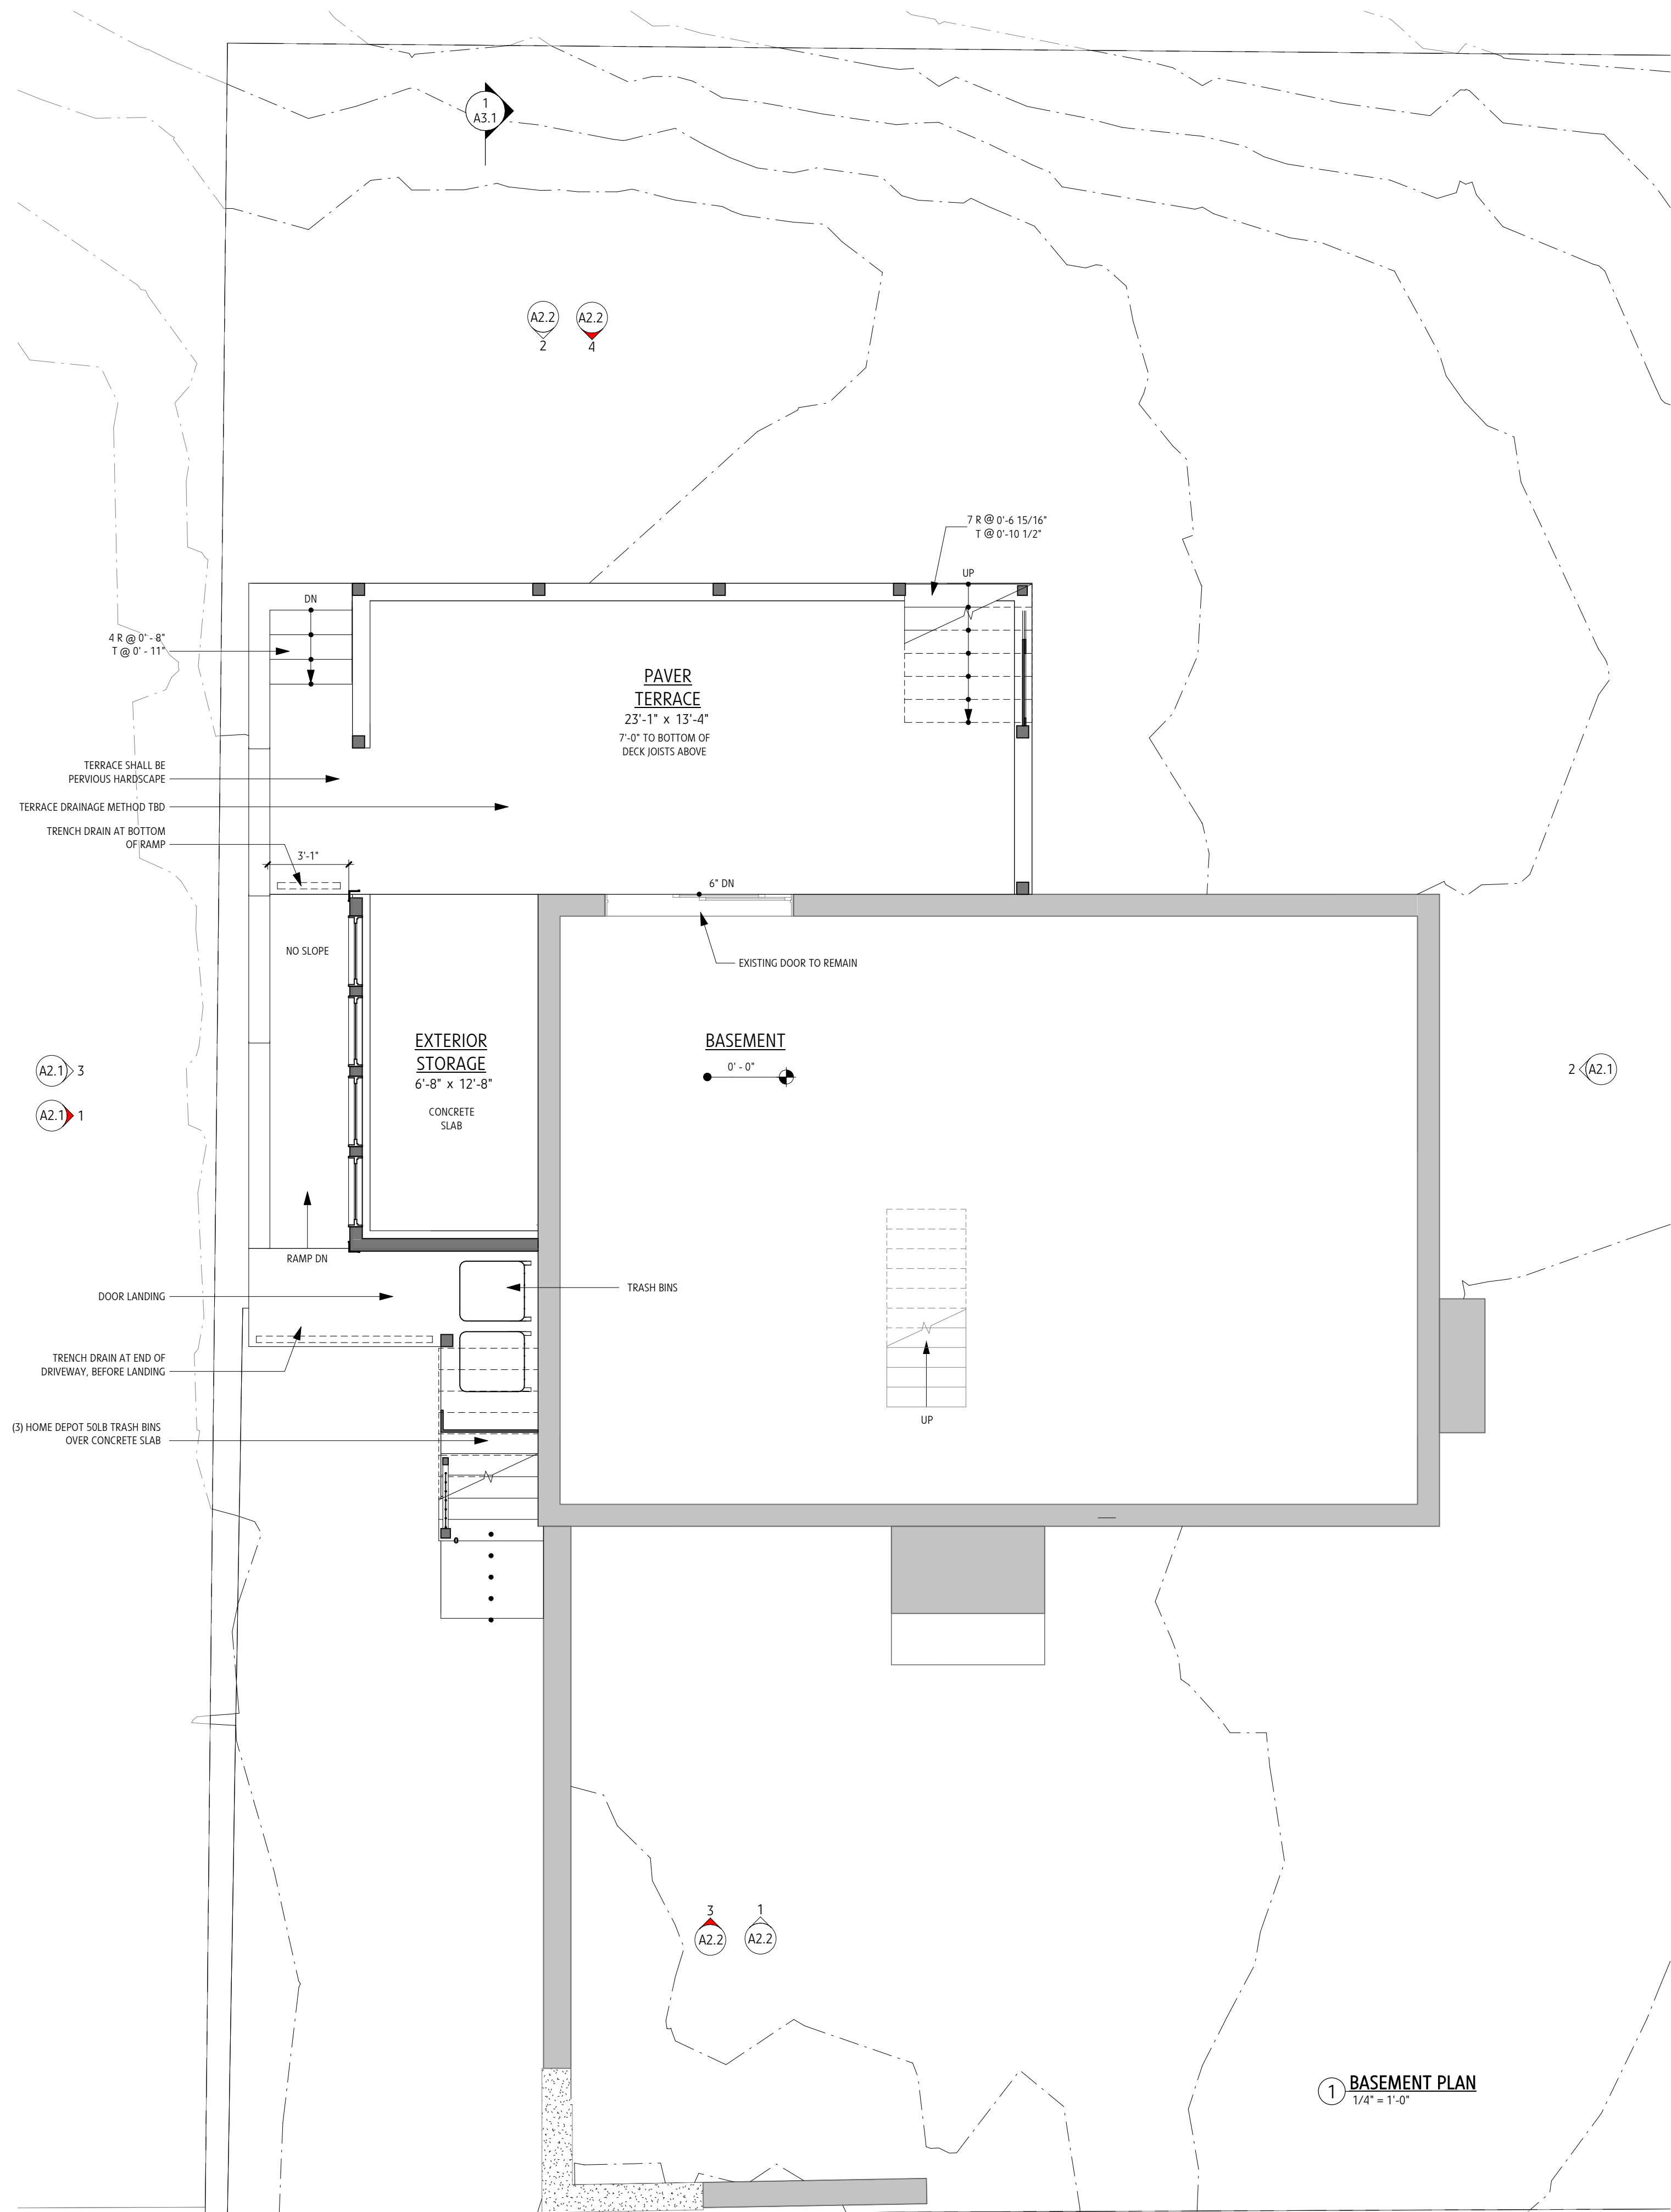 1
A3.1
A2.2
2
A2.2
4
7 R @ 0'-6 15/16"
T @ 0'-10 1/2"
UP
DN
4 R @ 0' - 8"
T @ 0' - 11"
PAVER
TERRACE
23'-1" x 13'-4"
7'-0" TO BOTTOM OF
DECK JOISTS ABOVE
TERRACE SHALL BE
PERVIOUS HARDSCAPE
TERRACE DRAINAGE METHOD TBD
TRENCH DRAIN AT BOTTOM
OF RAMP
3'-1"
6" DN
NO SLOPE
EXISTING DOOR TO REMAIN
EXTERIOR
STORAGE
6'-8" x 12'-8"
CONCRETE
SLAB
BASEMENT
0' - 0"
A2.1 3
A2.1 1
2 A2.1
RAMP DN
DOOR LANDING
TRASH BINS
TRENCH DRAIN AT END OF
DRIVEWAY, BEFORE LANDING
(3) HOME DEPOT 50LB TRASH BINS
OVER CONCRETE SLAB
UP
3
A2.2
1
A2.2
1 BASEMENT PLAN
1/4" = 1'-0"